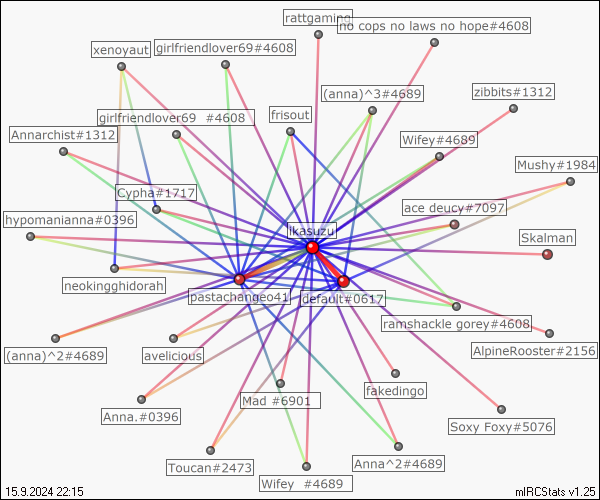 rattgaming
no cops no laws no hope#4608
xenoyaut
girlfriendlover69#4608
(anna)^3#4689
zibbits#1312
girlfriendlover69 #4608
frisout
Annarchist#1312
Wifey#4689
Mushy#1984
Cypha#1717
ace deucy#7097
hypomanianna#0396
ikasuzu
Skalman
neokingghidorah
pastachangeo41
default#0617
ramshackle gorey#4608
(anna)^2#4689
avelicious
AlpineRooster#2156
fakedingo
Anna.#0396
Mad #6901
Soxy Foxy#5076
Toucan#2473
Anna^2#4689
Wifey #4689
15.9.2024 22:15
mIRCStats v1.25